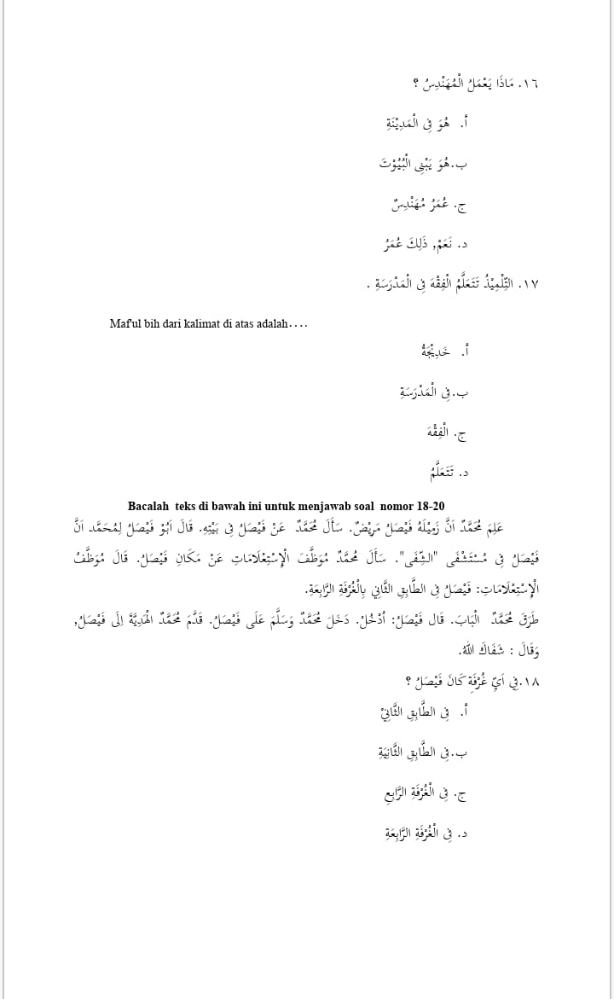 ١٦. مَاذَا يَعْمَلُ الْمُهَنْدِسُ ؟
أ. هُوَ فِى الْمَدِيْنَةِ
ب.هُوَ يَبْنِى الْبُيُوْتَ
ج. عُمَرُ مُهَنْدِسٌ
د. نَعَمْ, ذَلِكَ عُمَرُ
١٧. التِّلْمِيْذُ تَتَعَلَّمُ الْفِقْهَ فِى الْمَدْرَسَةِ .
Maf'ul bih dari kalimat di atas adalah....
أ. خَدِيْجَةُ
ب.فِى الْمَدْرَسَةِ
ج. الْفِقْهَ
د. تَتَعَلَّمُ
Bacalah teks di bawah ini untuk menjawab soal nomor 18-20
عَلِمَ مُحَمَّدٌ اَنَّ زَمِيْلَهُ فَيْصَلُ مَرِيْضٌ. سَأَلَ مُحَمَّدٌ عَنْ فَيْصَلُ فِى بَيْتِهِ. قَالَ اَبُوْ فَيْصَلُ لِمُحَمَّد اَنَّ
فَيْصَلُ فِى مُسْتَشْفَى "الشِّفَى". سَأَلَ مُحَمَّدٌ مُوَظَّفَ الْإِسْتِعْلَامَاتِ عَنْ مَكَانِ فَيْصَلُ. قَالَ مُوَظَّفُ
الْإِسْتِعْلَامَاتِ: فَيْصَلُ فِى الطَّابِقِ الثَّانِي بِالْغُرْفَةِ الرَّابِعَةِ.
طَرَقَ مُحَمَّدٌ الْبَابَ. قَال فَيْصَلُ: اُدْخُلْ. دَخَلَ مُحَمَّدٌ وَسَلَّمَ عَلَى فَيْصَلُ. قَدَّمَ مُحَمَّدٌ الْهَدِيَّةَ اِلَى فَيْصَلُ,
وَقَالَ : شَفَاكَ اللهُ.
١٨.فِي اَيِّ غُرْفَةٍ كَانَ فَيْصَلُ ؟
أ. فِى الطَّابِقِ الثَّانِيْ
ب.فِى الطَّابِقِ الثَّانِيَةِ
ج. فِى الْغُرْفَةِ الرَّابِعِ
د. فِى الْغُرْفَةِ الرَّابِعَةِ